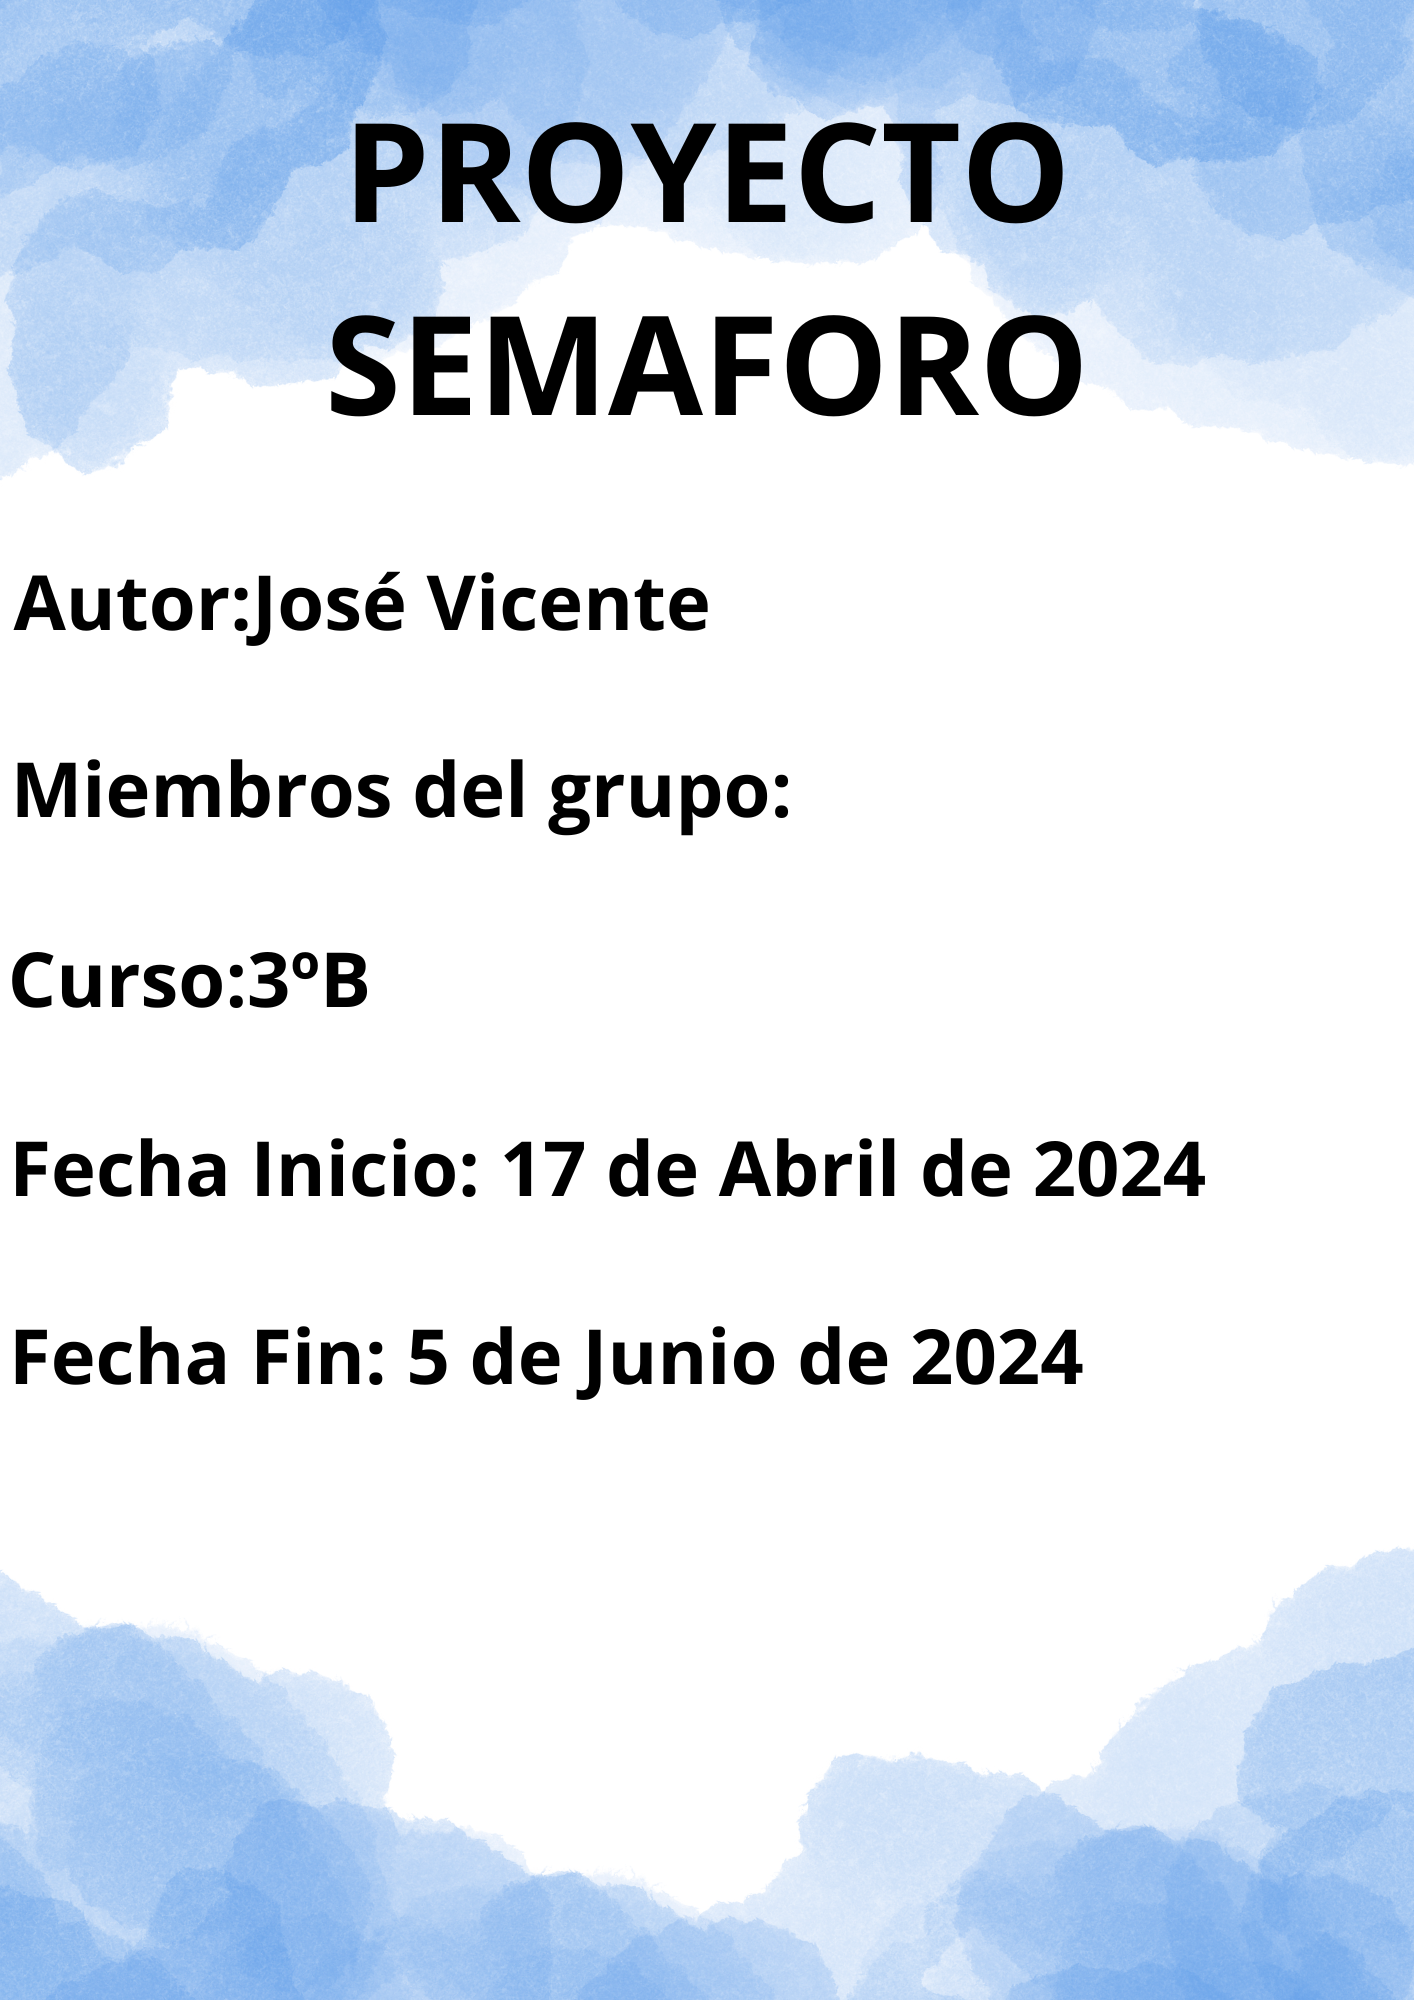 PROYECTO
SEMAFORO
Autor:José Vicente
Miembros del grupo:
Curso:3ºB
Fecha Inicio: 17 de Abril de 2024
Fecha Fin: 5 de Junio de 2024